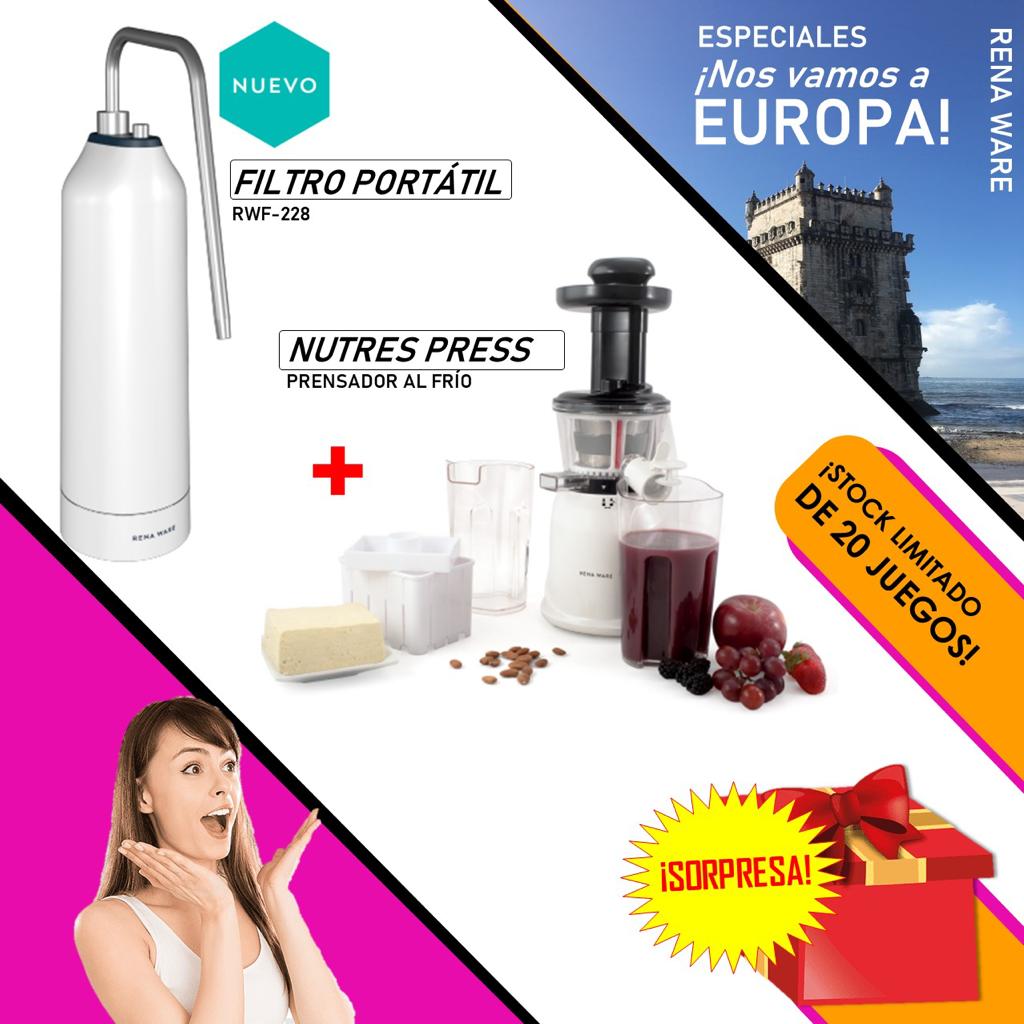 NUEVO
FILTRO PORTÁTIL
RWF-228
ESPECIALES
¡Nos vamos a
EUROPA!
RENA WARE
NUTRES PRESS
PRENSADOR AL FRÍO
RENA WARE
RENA WARE
¡STOCK LIMITADO
DE 20 JUEGOS!
¡SORPRESA!